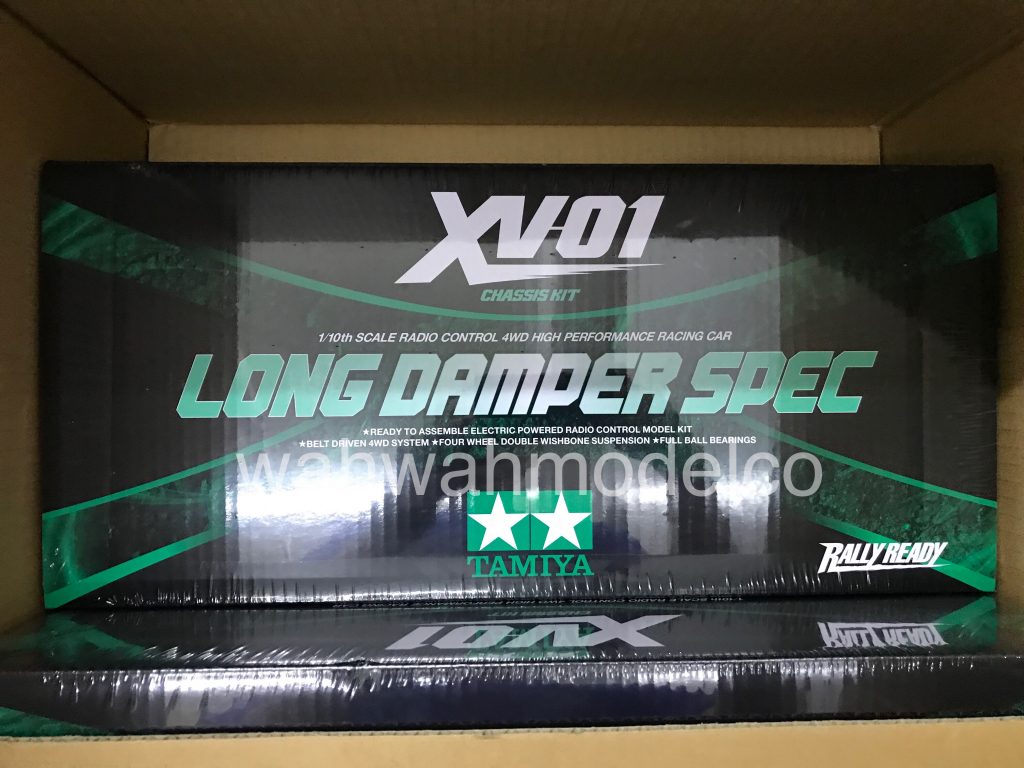 XV-01
CHASSIS KIT
1/10th SCALE RADIO CONTROL 4WD HIGH PERFORMANCE RACING CAR
LONG DAMPER SPEC
★READY TO ASSEMBLE ELECTRIC POWERED RADIO CONTROL MODEL KIT
★BELT DRIVEN 4WD SYSTEM ★FOUR WHEEL DOUBLE WISHBONE SUSPENSION ★FULL BALL BEARINGS
wahwahmodelco
TAMIYA
RALLY READY
XV-01
RALLY READY